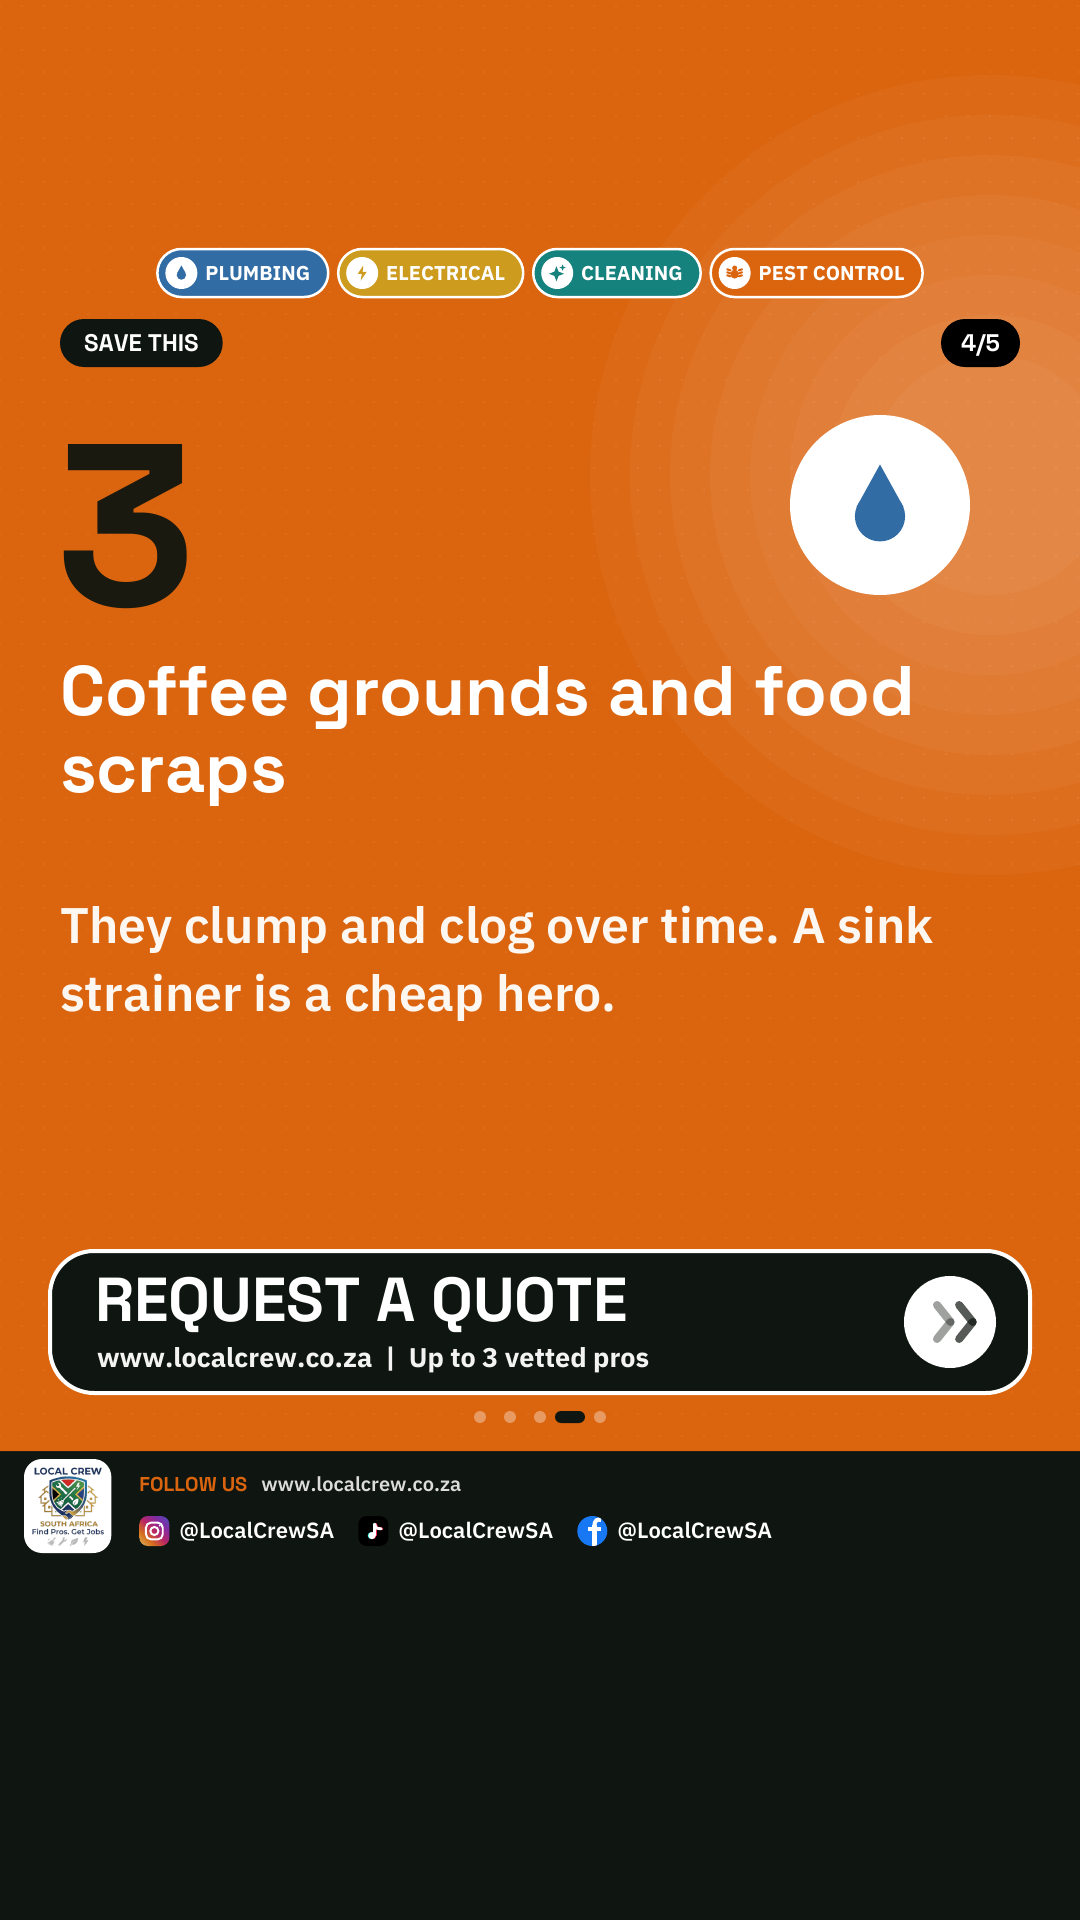 PLUMBING ELECTRICAL CLEANING PEST CONTROL
SAVE THIS
4/5
3
Coffee grounds and food
scraps
They clump and clog over time. A sink
strainer is a cheap hero.
REQUEST A QUOTE
www.localcrew.co.za | Up to 3 vetted pros
LOCAL CREW
SOUTH AFRICA
Find Pros. Get Jobs
FOLLOW US www.localcrew.co.za
@LocalCrewSA @LocalCrewSA @LocalCrewSA